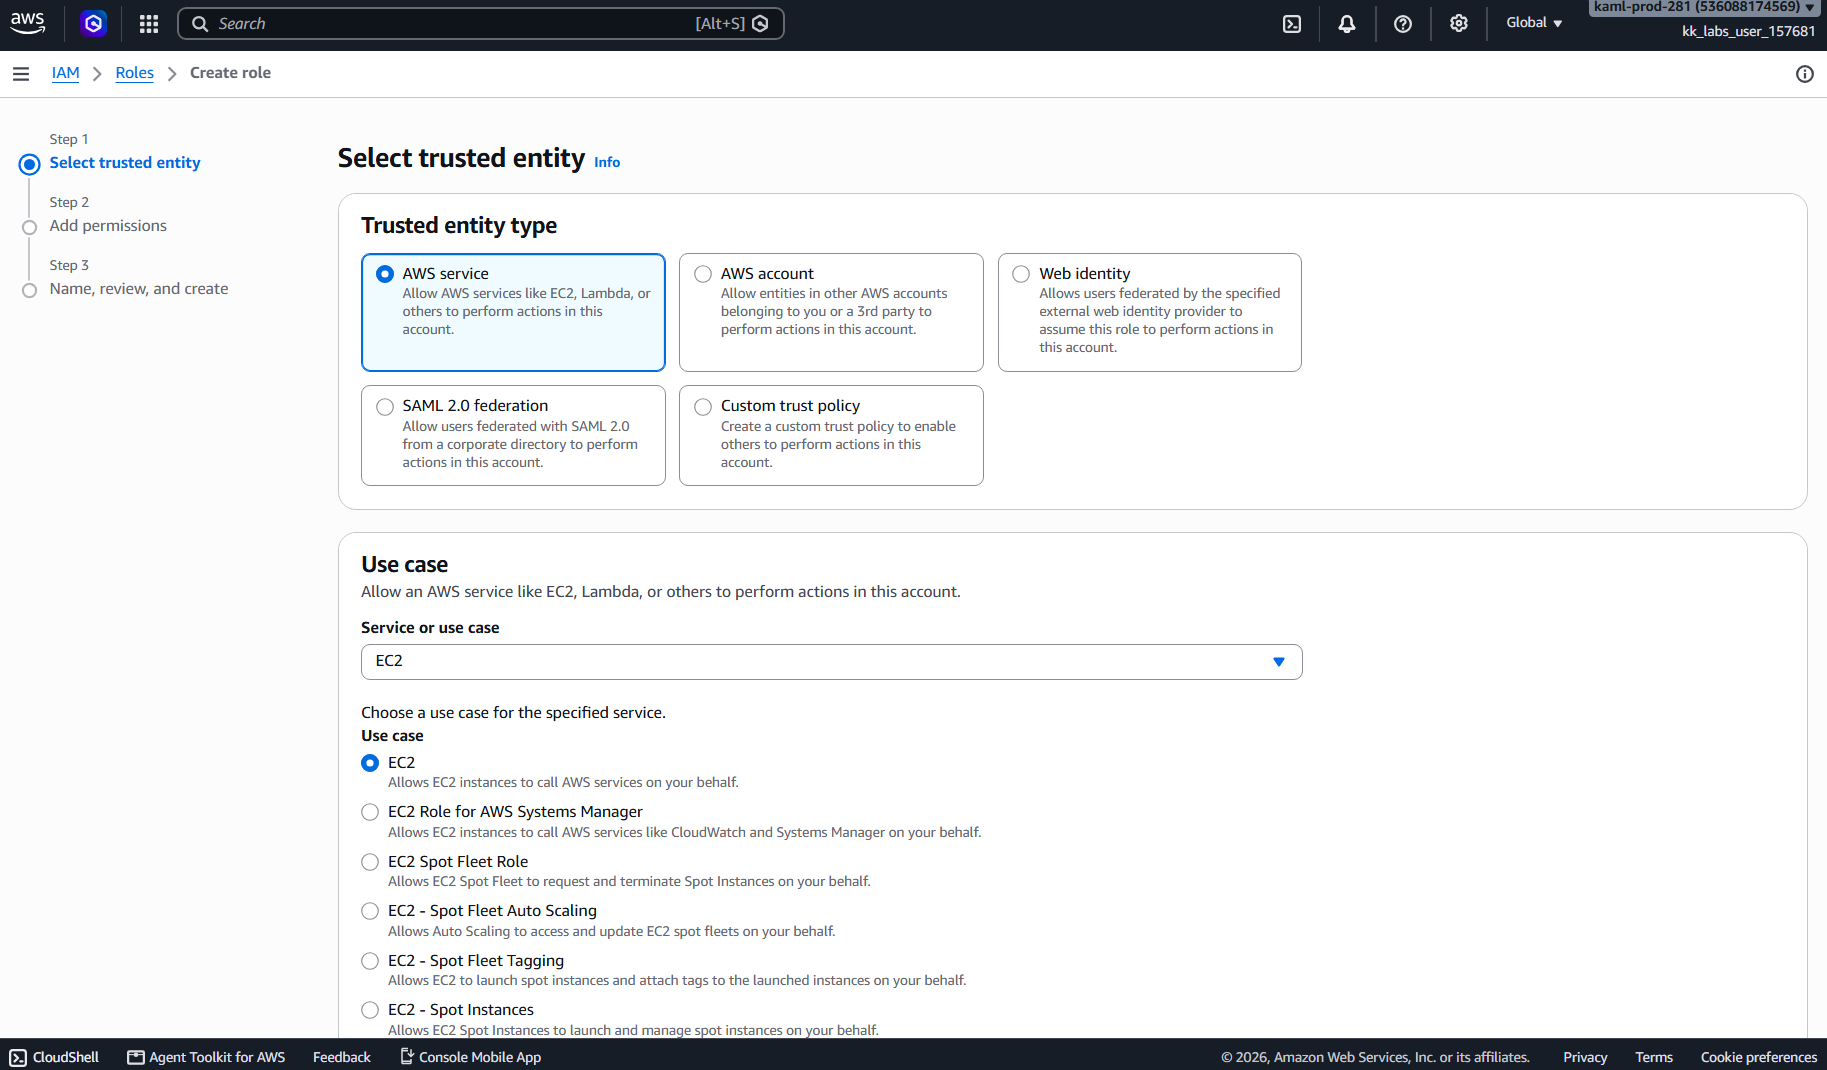 aws
Search [Alt+S]
Global
kaml-prod-281 (536088174569)
kk_labs_user_157681
IAM
Roles
Create role
Step 1
Select trusted entity
Step 2
Add permissions
Step 3
Name, review, and create
Select trusted entity Info
Trusted entity type
AWS service
Allow AWS services like EC2, Lambda, or
others to perform actions in this
account.
AWS account
Allow entities in other AWS accounts
belonging to you or a 3rd party to
perform actions in this account.
Web identity
Allows users federated by the specified
external web identity provider to
assume this role to perform actions in
this account.
SAML 2.0 federation
Allow users federated with SAML 2.0
from a corporate directory to perform
actions in this account.
Custom trust policy
Create a custom trust policy to enable
others to perform actions in this
account.
Use case
Allow an AWS service like EC2, Lambda, or others to perform actions in this account.
Service or use case
EC2
Choose a use case for the specified service.
Use case
EC2
Allows EC2 instances to call AWS services on your behalf.
EC2 Role for AWS Systems Manager
Allows EC2 instances to call AWS services like CloudWatch and Systems Manager on your behalf.
EC2 Spot Fleet Role
Allows EC2 Spot Fleet to request and terminate Spot Instances on your behalf.
EC2 - Spot Fleet Auto Scaling
Allows Auto Scaling to access and update EC2 spot fleets on your behalf.
EC2 - Spot Fleet Tagging
Allows EC2 to launch spot instances and attach tags to the launched instances on your behalf.
EC2 - Spot Instances
Allows EC2 Spot Instances to launch and manage spot instances on your behalf.
CloudShell
Agent Toolkit for AWS
Feedback
Console Mobile App
© 2026, Amazon Web Services, Inc. or its affiliates.
Privacy
Terms
Cookie preferences